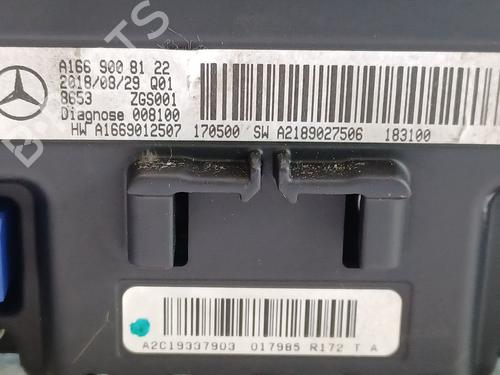 A166 900 81 22
2018/08/29 Q01
8653 ZGS001
Diagnose 008100
HW A1669012507 170500 SW A2189027506 183100
A2C19337903 017985 R172 T A